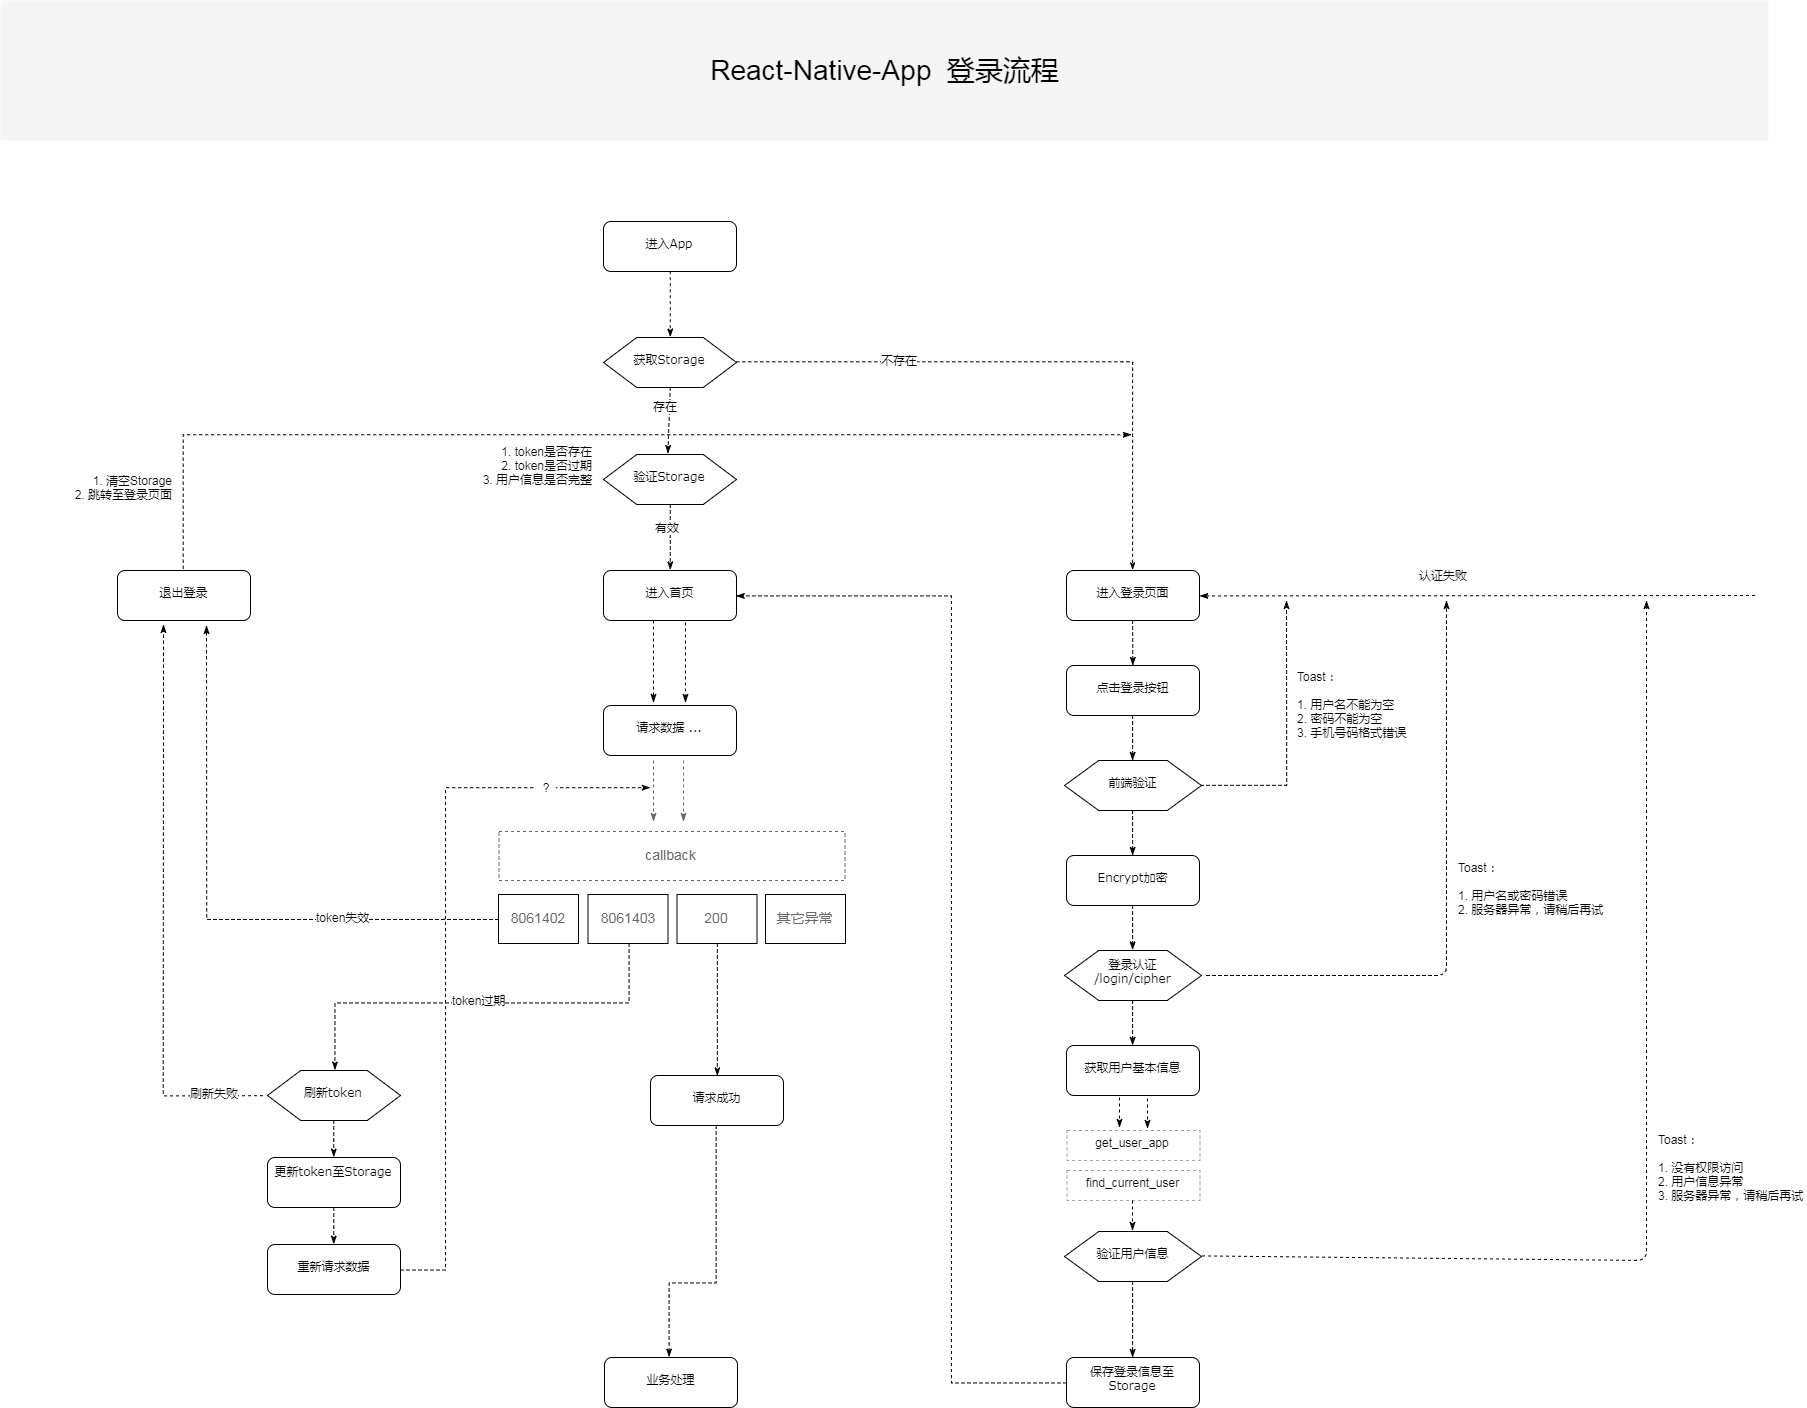 React-Native-App 登录流程
进入App
获取Storage
不存在
存在
1. token是否存在
2. token是否过期
3. 用户信息是否完整
验证Storage
1. 清空Storage
2. 跳转至登录页面
有效
退出登录
进入首页
进入登录页面
认证失败
点击登录按钮
Toast：
1. 用户名不能为空
2. 密码不能为空
3. 手机号码格式错误
请求数据 ...
前端验证
?
callback
Encrypt加密
Toast：
1. 用户名或密码错误
2. 服务器异常，请稍后再试
token失效
8061402
8061403
200
其它异常
登录认证
/login/cipher
token过期
获取用户基本信息
刷新失败
刷新token
请求成功
get_user_app
Toast：
1. 没有权限访问
2. 用户信息异常
3. 服务器异常，请稍后再试
更新token至Storage
find_current_user
验证用户信息
重新请求数据
业务处理
保存登录信息至
Storage